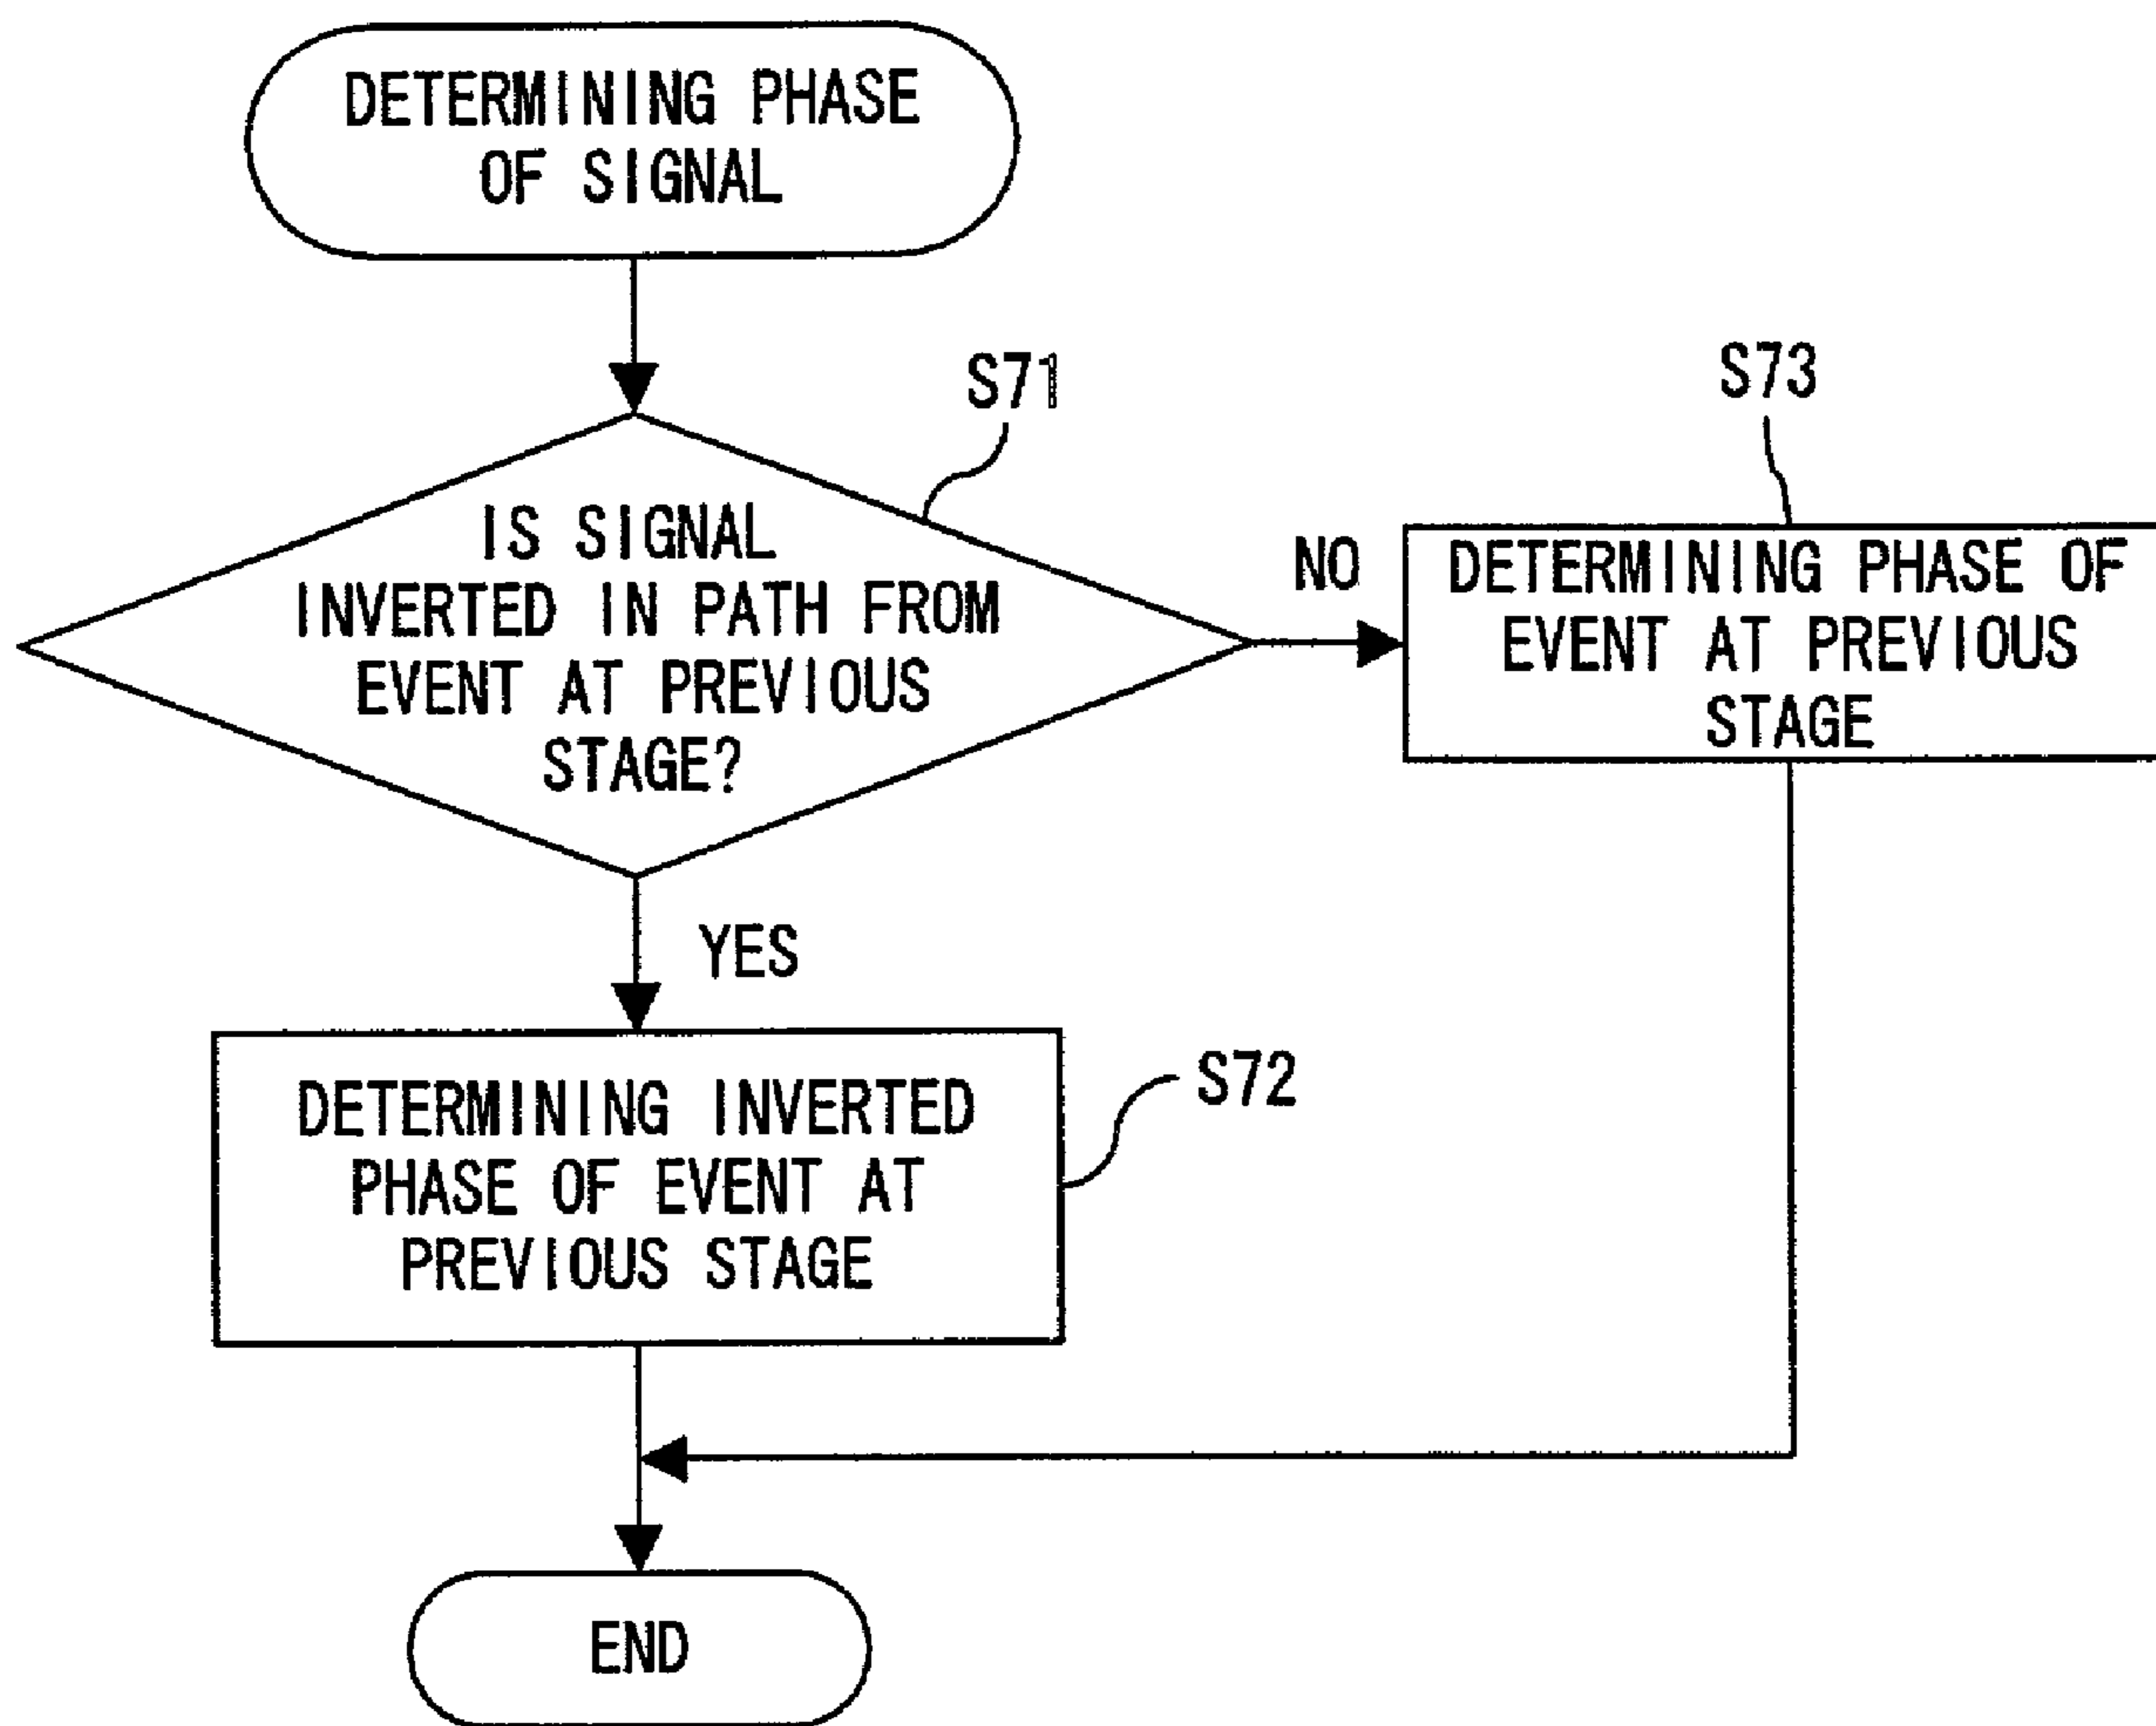 DETERMINING PHASE
OF SIGNAL
S71
IS SIGNAL
INVERTED IN PATH FROM
EVENT AT PREVIOUS
STAGE?
NO
S73
DETERMINING PHASE OF
EVENT AT PREVIOUS
STAGE
YES
DETERMINING INVERTED
PHASE OF EVENT AT
PREVIOUS STAGE
S72
END